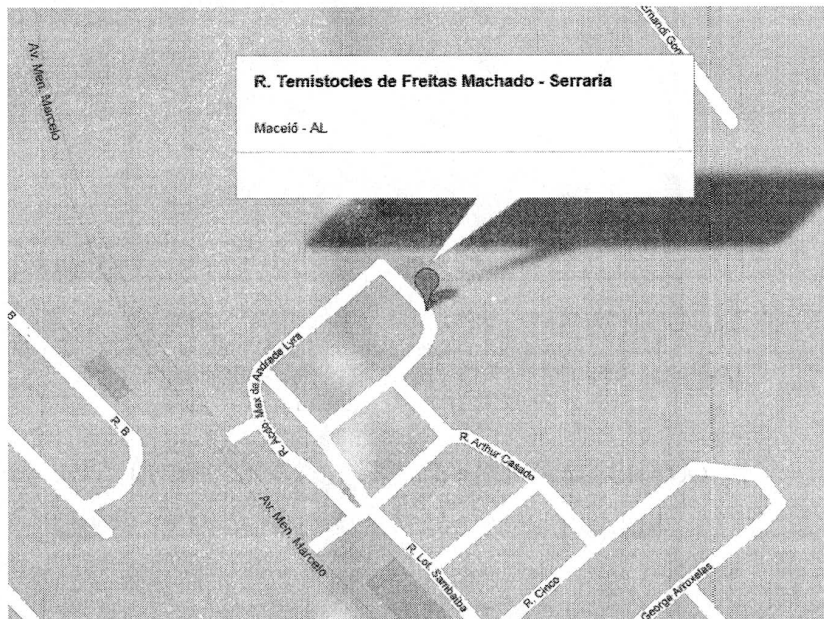 Av. Men. Marcelo
R. Temistocles de Freitas Machado - Serraria
Maceió - AL
B
R. B
R. Acdo. Max de Andrade Lyra
R. Arthur Casado
Av. Men. Marcelo
R. Lot. Sambaiba
R. Cinco
George Arroxelas